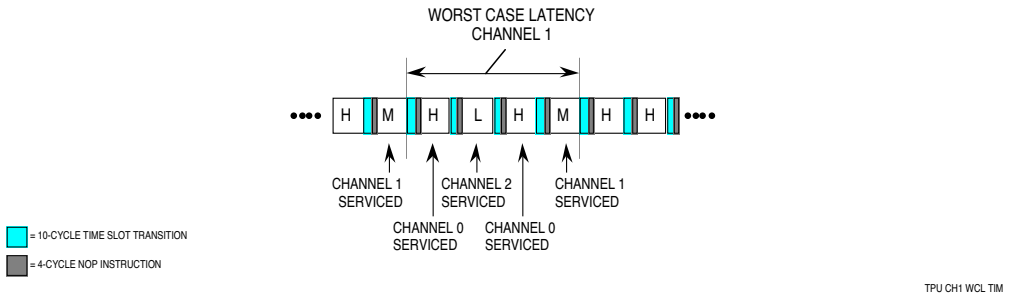 WORST CASE LATENCY
CHANNEL 1
H M H L H M H H
CHANNEL 1
SERVICED
CHANNEL 2
SERVICED
CHANNEL 1
SERVICED
CHANNEL 0
SERVICED
CHANNEL 0
SERVICED
= 10-CYCLE TIME SLOT TRANSITION
= 4-CYCLE NOP INSTRUCTION
TPU CH1 WCL TIM